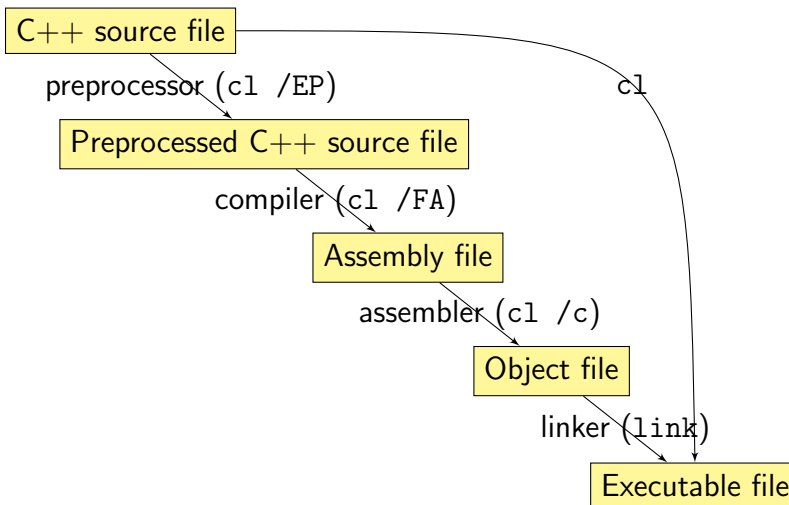 C++ source file
preprocessor (cl /EP)
cl
Preprocessed C++ source file
compiler (cl /FA)
Assembly file
assembler (cl /c)
Object file
linker (link)
Executable file